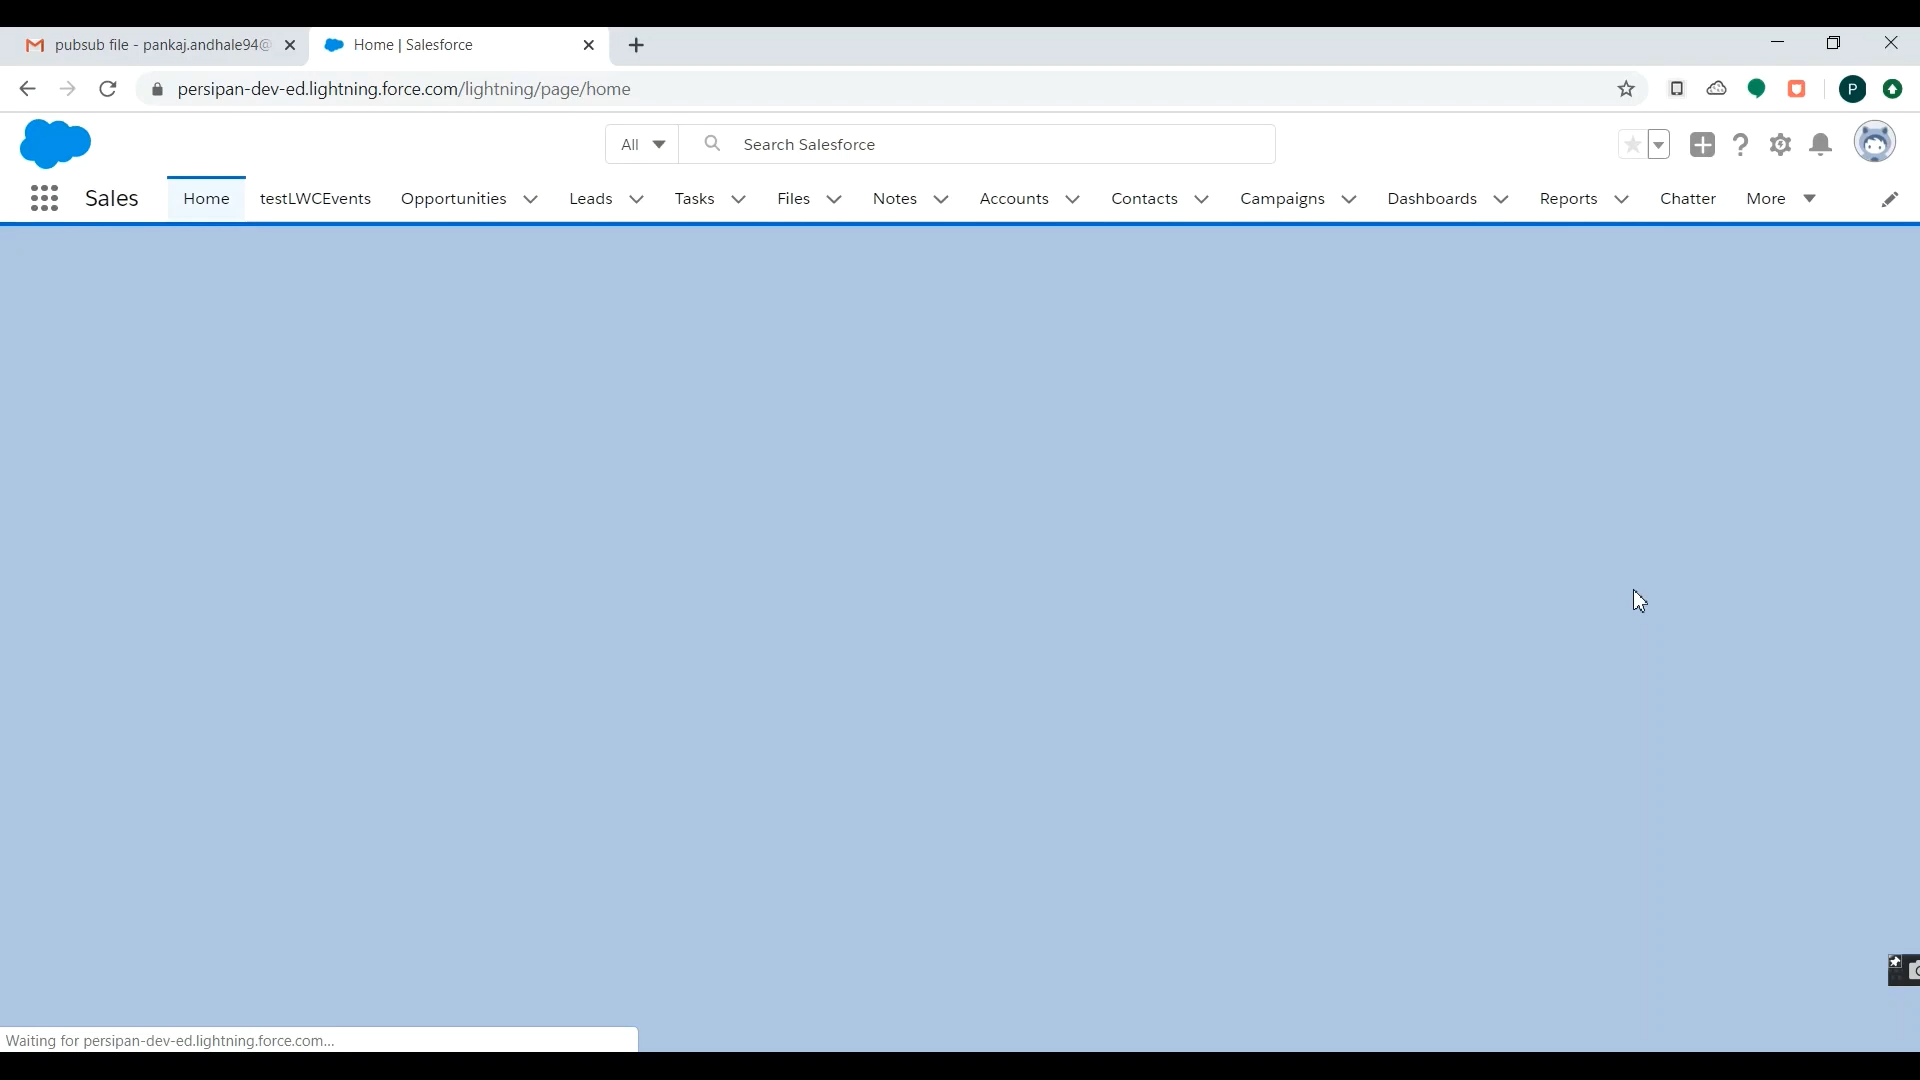 pubsub file - pankaj.andhale94@
Home | Salesforce
persipan-dev-ed.lightning.force.com/lightning/page/home
P
All
Search Salesforce
Sales
Home
testLWCEvents
Opportunities
Leads
Tasks
Files
Notes
Accounts
Contacts
Campaigns
Dashboards
Reports
Chatter
More
Waiting for persipan-dev-ed.lightning.force.com...